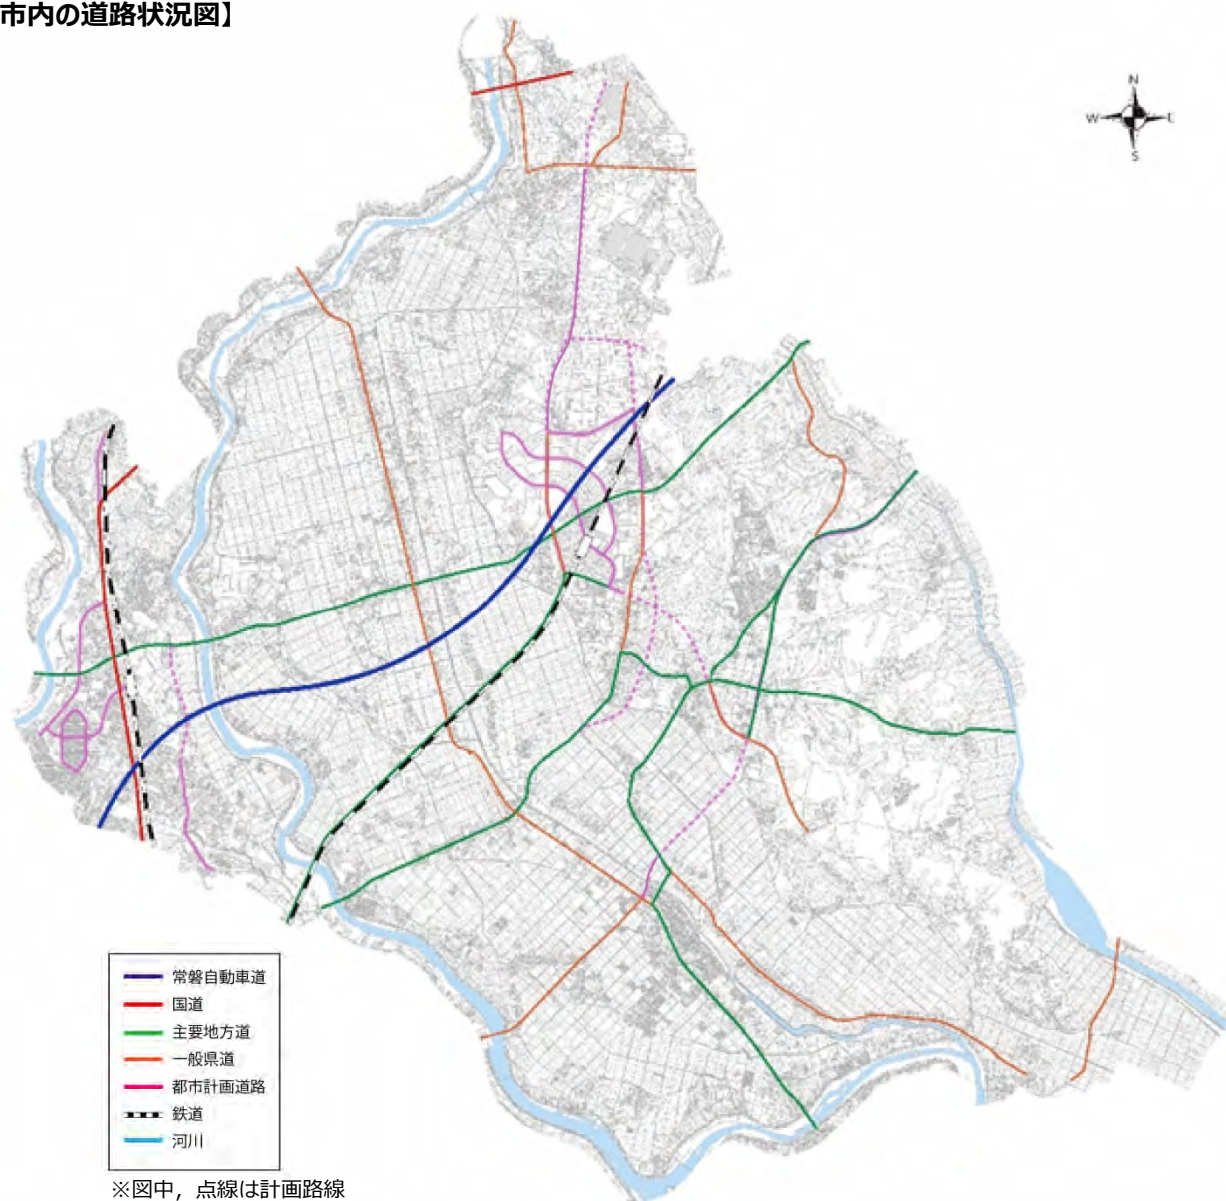 市内の道路状況図】
N
W
S
常磐自動車道
国道
主要地方道
一般県道
都市計画道路
鉄道
河川
※図中，点線は計画路線